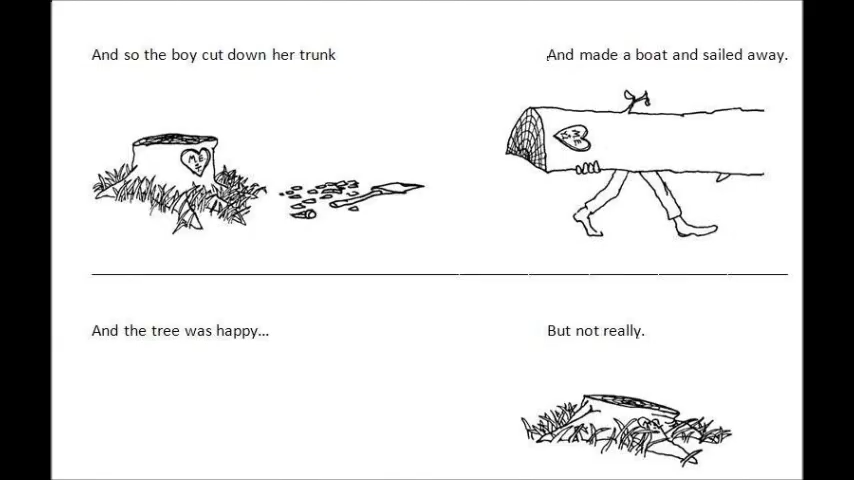 And so the boy cut down her trunk
And made a boat and sailed away.
And the tree was happy...
But not really.